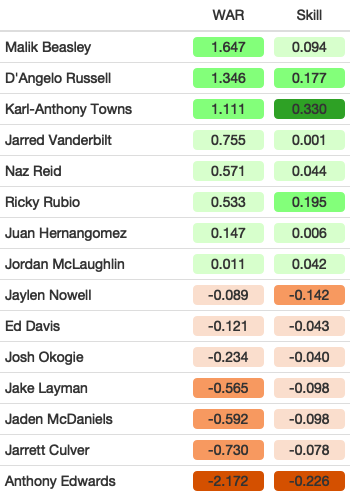 WAR Skill
Malik Beasley 1.647 0.094
D'Angelo Russell 1.346 0.177
Karl-Anthony Towns 1.111 0.330
Jarred Vanderbilt 0.755 0.001
Naz Reid 0.571 0.044
Ricky Rubio 0.533 0.195
Juan Hernangomez 0.147 0.006
Jordan McLaughlin 0.011 0.042
Jaylen Nowell -0.089 -0.142
Ed Davis -0.121 -0.043
Josh Okogie -0.234 -0.040
Jake Layman -0.565 -0.098
Jaden McDaniels -0.592 -0.098
Jarrett Culver -0.730 -0.078
Anthony Edwards -2.172 -0.226